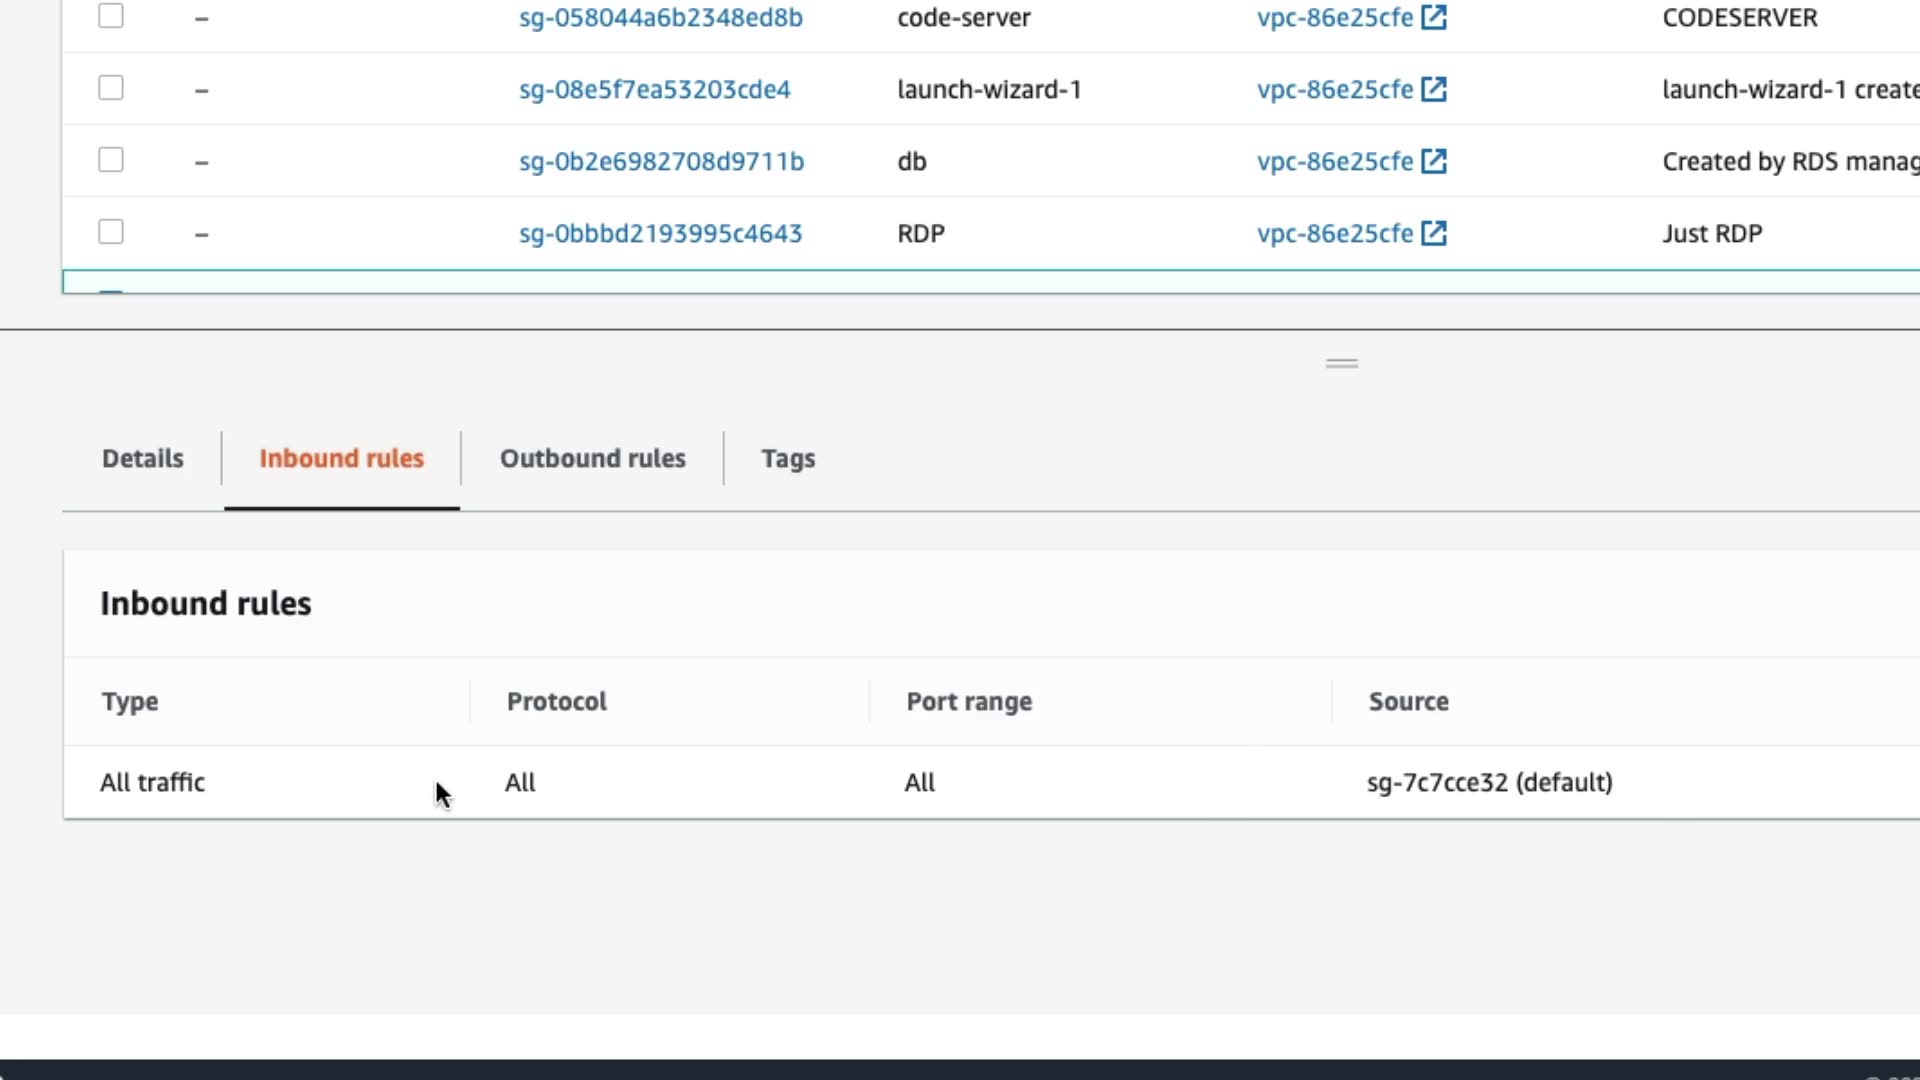 – sg-058044a6b2348ed8b code-server vpc-86e25cfe CODESERVER
– sg-08e5f7ea53203cde4 launch-wizard-1 vpc-86e25cfe launch-wizard-1 create
– sg-0b2e6982708d9711b db vpc-86e25cfe Created by RDS manag
– sg-0bbbd2193995c4643 RDP vpc-86e25cfe Just RDP
Details Inbound rules Outbound rules Tags
Inbound rules
Type Protocol Port range Source
All traffic All All sg-7c7cce32 (default)